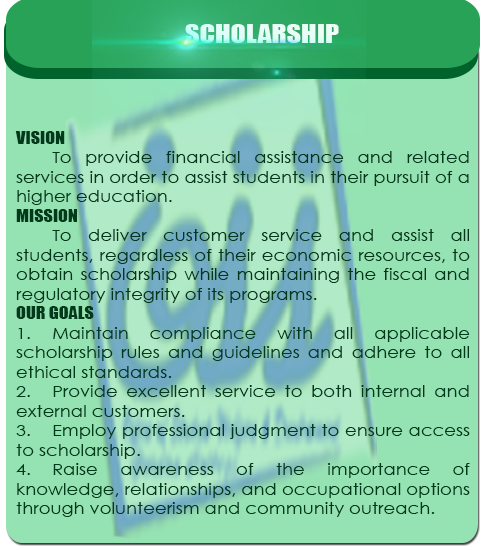 SCHOLARSHIP
VISION
To provide financial assistance and related
services in order to assist students in their pursuit of a
higher education.
MISSION
To deliver customer service and assist all
students, regardless of their economic resources, to
obtain scholarship while maintaining the fiscal and
regulatory integrity of its programs.
OUR GOALS
1. Maintain compliance with all applicable
scholarship rules and guidelines and adhere to all
ethical standards.
2. Provide excellent service to both internal and
external customers.
3. Employ professional judgment to ensure access
to scholarship.
4. Raise awareness of the importance of
knowledge, relationships, and occupational options
through volunteerism and community outreach.